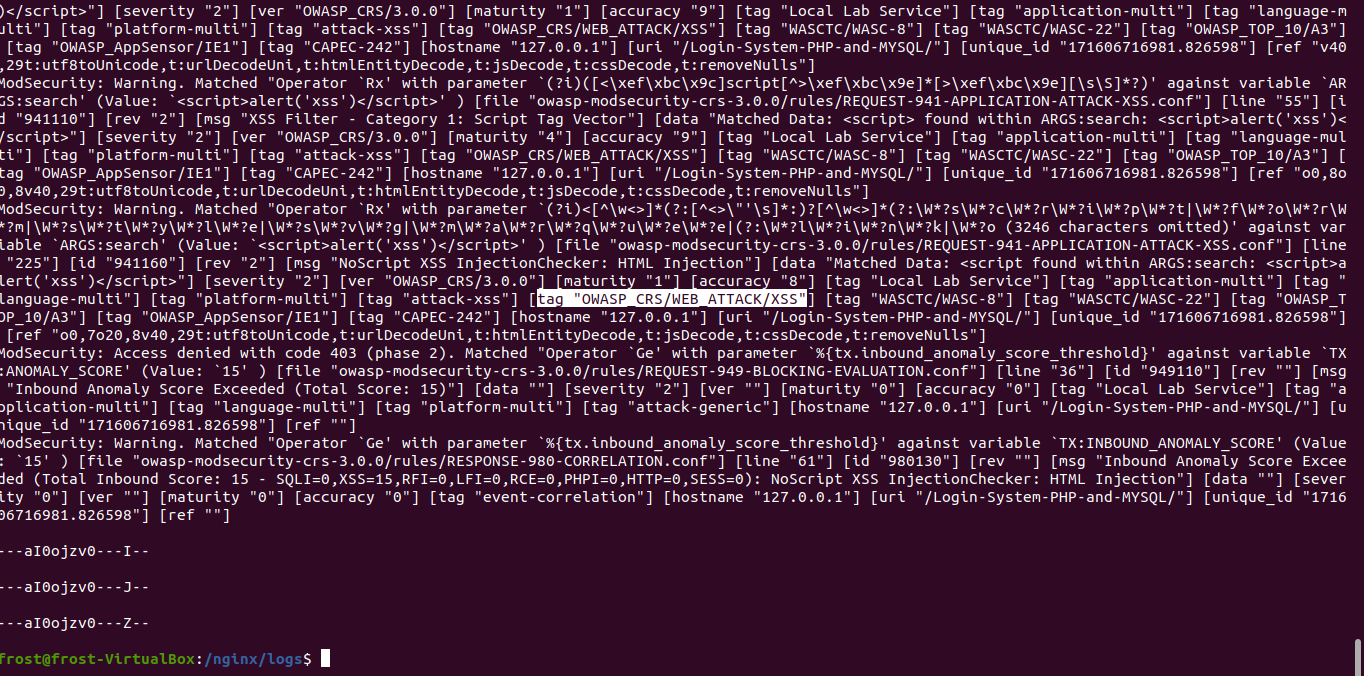 )</script>"] [severity "2"] [ver "OWASP_CRS/3.0.0"] [maturity "1"] [accuracy "9"] [tag "Local Lab Service"] [tag "application-multi"] [tag "language-m
ulti"] [tag "platform-multi"] [tag "attack-xss"] [tag "OWASP_CRS/WEB_ATTACK/XSS"] [tag "WASCTC/WASC-8"] [tag "WASCTC/WASC-22"] [tag "OWASP_TOP_10/A3"]
[tag "OWASP_AppSensor/IE1"] [tag "CAPEC-242"] [hostname "127.0.0.1"] [uri "/Login-System-PHP-and-MYSQL/"] [unique_id "171606716981.826598"] [ref "v40
,29t:utf8toUnicode,t:urlDecodeUni,t:htmlEntityDecode,t:jsDecode,t:cssDecode,t:removeNulls"]
ModSecurity: Warning. Matched "Operator `Rx' with parameter `(?i)([<\xef\xbc\x9c]script[^>\xef\xbc\x9e]*[>\xef\xbc\x9e][\s\S]*?)' against variable `AR
GS:search' (Value: `<script>alert('xss')</script>' ) [file "owasp-modsecurity-crs-3.0.0/rules/REQUEST-941-APPLICATION-ATTACK-XSS.conf"] [line "55"] [i
d "941110"] [rev "2"] [msg "XSS Filter - Category 1: Script Tag Vector"] [data "Matched Data: <script> found within ARGS:search: <script>alert('xss')<
/script>"] [severity "2"] [ver "OWASP_CRS/3.0.0"] [maturity "4"] [accuracy "9"] [tag "Local Lab Service"] [tag "application-multi"] [tag "language-mul
ti"] [tag "platform-multi"] [tag "attack-xss"] [tag "OWASP_CRS/WEB_ATTACK/XSS"] [tag "WASCTC/WASC-8"] [tag "WASCTC/WASC-22"] [tag "OWASP_TOP_10/A3"] [
tag "OWASP_AppSensor/IE1"] [tag "CAPEC-242"] [hostname "127.0.0.1"] [uri "/Login-System-PHP-and-MYSQL/"] [unique_id "171606716981.826598"] [ref "o0,8o
0,8v40,29t:utf8toUnicode,t:urlDecodeUni,t:htmlEntityDecode,t:jsDecode,t:cssDecode,t:removeNulls"]
ModSecurity: Warning. Matched "Operator `Rx' with parameter `(?i)<[^\w<>]*(?:[^<>\"'\s]*:)?[^\w<>]*(?:\W*?s\W*?c\W*?r\W*?i\W*?p\W*?t|\W*?f\W*?o\W*?r\W
*?m|\W*?s\W*?t\W*?y\W*?l\W*?e|\W*?s\W*?v\W*?g|\W*?m\W*?a\W*?r\W*?q\W*?u\W*?e\W*?e|(?:\W*?l\W*?i\W*?n\W*?k|\W*?o (3246 characters omitted)' against var
iable `ARGS:search' (Value: `<script>alert('xss')</script>' ) [file "owasp-modsecurity-crs-3.0.0/rules/REQUEST-941-APPLICATION-ATTACK-XSS.conf"] [line
"225"] [id "941160"] [rev "2"] [msg "NoScript XSS InjectionChecker: HTML Injection"] [data "Matched Data: <script found within ARGS:search: <script>a
lert('xss')</script>"] [severity "2"] [ver "OWASP_CRS/3.0.0"] [maturity "1"] [accuracy "8"] [tag "Local Lab Service"] [tag "application-multi"] [tag "
language-multi"] [tag "platform-multi"] [tag "attack-xss"] [tag "OWASP_CRS/WEB_ATTACK/XSS"] [tag "WASCTC/WASC-8"] [tag "WASCTC/WASC-22"] [tag "OWASP_T
OP_10/A3"] [tag "OWASP_AppSensor/IE1"] [tag "CAPEC-242"] [hostname "127.0.0.1"] [uri "/Login-System-PHP-and-MYSQL/"] [unique_id "171606716981.826598"]
[ref "o0,7o20,8v40,29t:utf8toUnicode,t:urlDecodeUni,t:htmlEntityDecode,t:jsDecode,t:cssDecode,t:removeNulls"]
ModSecurity: Access denied with code 403 (phase 2). Matched "Operator `Ge' with parameter `%{tx.inbound_anomaly_score_threshold}' against variable `TX
:ANOMALY_SCORE' (Value: `15' ) [file "owasp-modsecurity-crs-3.0.0/rules/REQUEST-949-BLOCKING-EVALUATION.conf"] [line "36"] [id "949110"] [rev ""] [msg
"Inbound Anomaly Score Exceeded (Total Score: 15)"] [data ""] [severity "2"] [ver ""] [maturity "0"] [accuracy "0"] [tag "Local Lab Service"] [tag "a
pplication-multi"] [tag "language-multi"] [tag "platform-multi"] [tag "attack-generic"] [hostname "127.0.0.1"] [uri "/Login-System-PHP-and-MYSQL/"] [u
nique_id "171606716981.826598"] [ref ""]
ModSecurity: Warning. Matched "Operator `Ge' with parameter `%{tx.inbound_anomaly_score_threshold}' against variable `TX:INBOUND_ANOMALY_SCORE' (Value
: `15' ) [file "owasp-modsecurity-crs-3.0.0/rules/RESPONSE-980-CORRELATION.conf"] [line "61"] [id "980130"] [rev ""] [msg "Inbound Anomaly Score Excee
ded (Total Inbound Score: 15 - SQLI=0,XSS=15,RFI=0,LFI=0,RCE=0,PHPI=0,HTTP=0,SESS=0): NoScript XSS InjectionChecker: HTML Injection"] [data ""] [sever
ity "0"] [ver ""] [maturity "0"] [accuracy "0"] [tag "event-correlation"] [hostname "127.0.0.1"] [uri "/Login-System-PHP-and-MYSQL/"] [unique_id "1716
06716981.826598"] [ref ""]
---aI0ojzv0---I--
---aI0ojzv0---J--
---aI0ojzv0---Z--
frost@frost-VirtualBox:/nginx/logs$